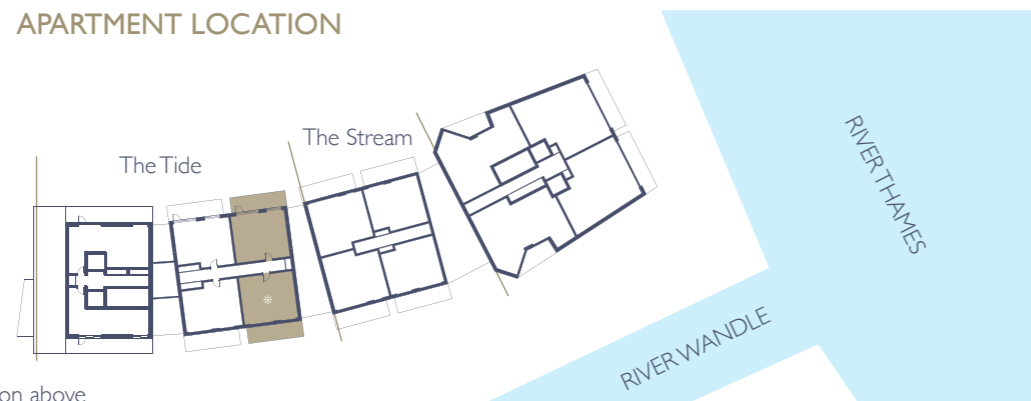 APARTMENT LOCATION
The Stream
The Tide
RIVER THAMES
RIVER WANDLE
on above